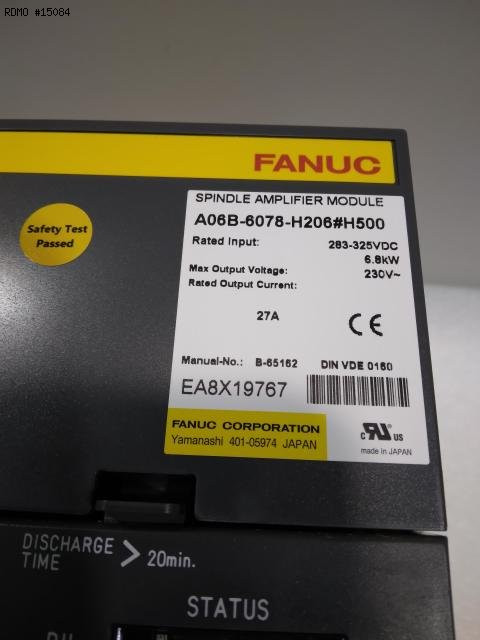 RDMO #15084
FANUC
SPINDLE AMPLIFIER MODULE
A06B-6078-H206#H500
Rated Input: 283-325VDC
6.8kW
Max Output Voltage: 230V~
Rated Output Current:
27A
CE
Manual-No.: B-65162 DIN VDE 0160
EA8X19767
FANUC CORPORATION
Yamanashi 401-05974 JAPAN
c RU US
made in JAPAN
Safety Test
Passed
DISCHARGE
TIME > 20min.
STATUS